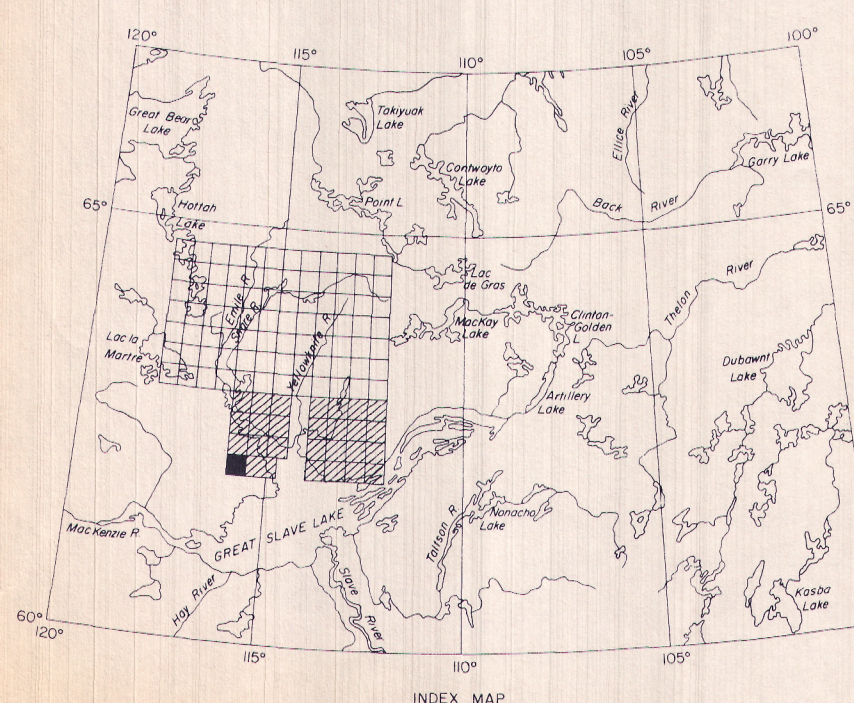 120°
115°
110°
105°
100°
Great Bear
Lake
Takiyuak
Lake
Ellice River
Contwoyto
Lake
Garry Lake
65°
Hottah
Lake
Point L
Back River
65°
Lac
de Gras
Thelon River
Emile R
Snare R.
Yellowknife R.
MacKay
Lake
Clinton-
Golden
L
Lac la
Martre
Dubawnt
Lake
Artillery
Lake
MacKenzie R.
GREAT SLAVE LAKE
Taltson R.
Nonacho
Lake
Hay River
Slave River
Kasba
Lake
60°
120°
115°
110°
105°
INDEX MAP